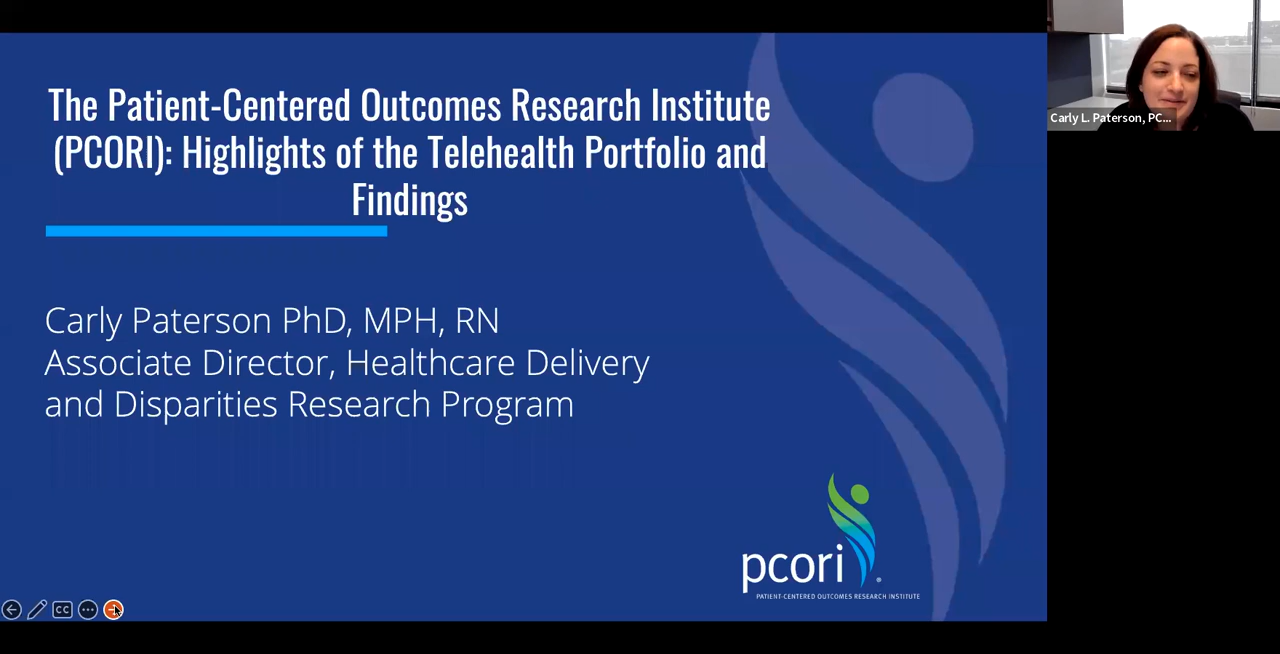 The Patient-Centered Outcomes Research Institute
(PCORI): Highlights of the Telehealth Portfolio and
Findings
Carly L. Paterson, PC...
Carly Paterson PhD, MPH, RN
Associate Director, Healthcare Delivery
and Disparities Research Program
pcori
PATIENT-CENTERED OUTCOMES RESEARCH INSTITUTE
CC